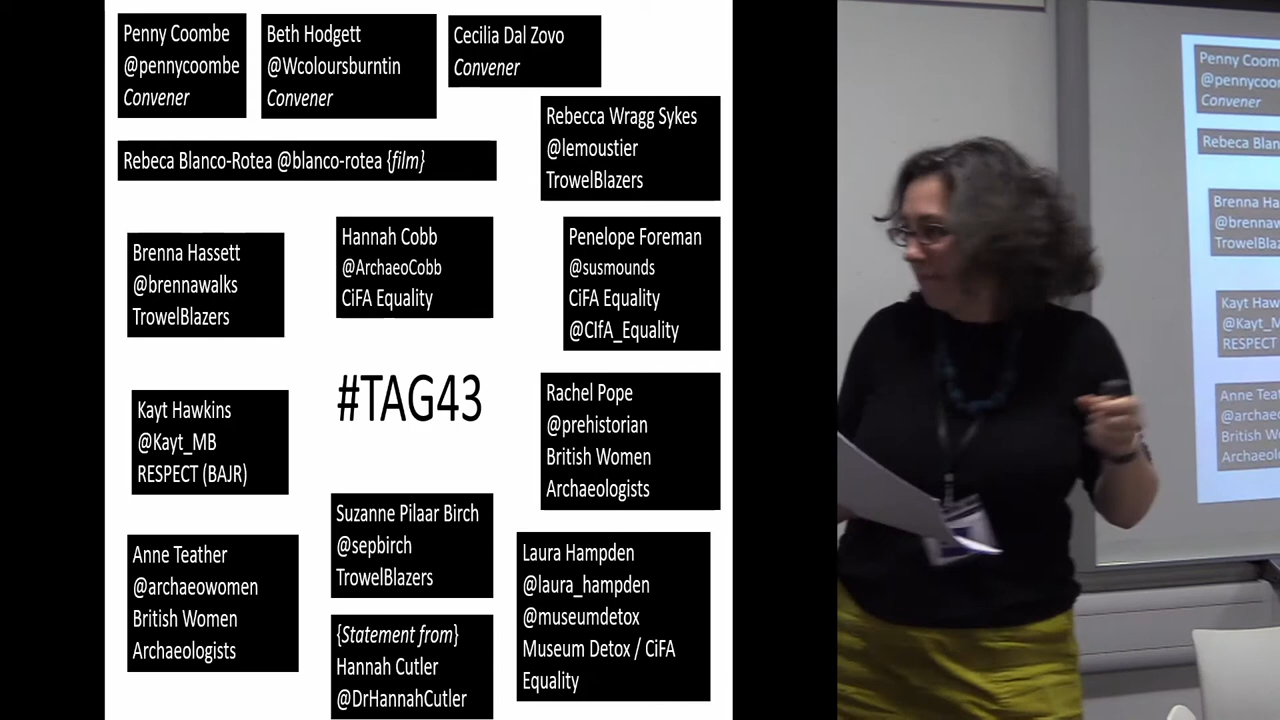 Penny Coombe
@pennycoombe
Convener
Beth Hodgett
@Wcoloursburntin
Convener
Cecilia Dal Zovo
Convener
Rebecca Wragg Sykes
@lemoustier
TrowelBlazers
Rebeca Blanco-Rotea @blanco-rotea {film}
Brenna Hassett
@brennawalks
TrowelBlazers
Hannah Cobb
@ArchaeoCobb
CiFA Equality
Penelope Foreman
@susmounds
CiFA Equality
@CIfA_Equality
#TAG43
Kayt Hawkins
@Kayt_MB
RESPECT (BAJR)
Rachel Pope
@prehistorian
British Women
Archaeologists
Anne Teather
@archaeowomen
British Women
Archaeologists
Suzanne Pilaar Birch
@sepbirch
TrowelBlazers
{Statement from}
Hannah Cutler
@DrHannahCutler
Laura Hampden
@laura_hampden
@museumdetox
Museum Detox / CiFA
Equality
Penny Coom
@pennycoo
Convener
Rebeca Blan
Brenna Ha
@brennaw
TrowelBla
Kayt Haw
@Kayt_M
RESPECT
Anne Teat
@archaeo
British W
Archaeol